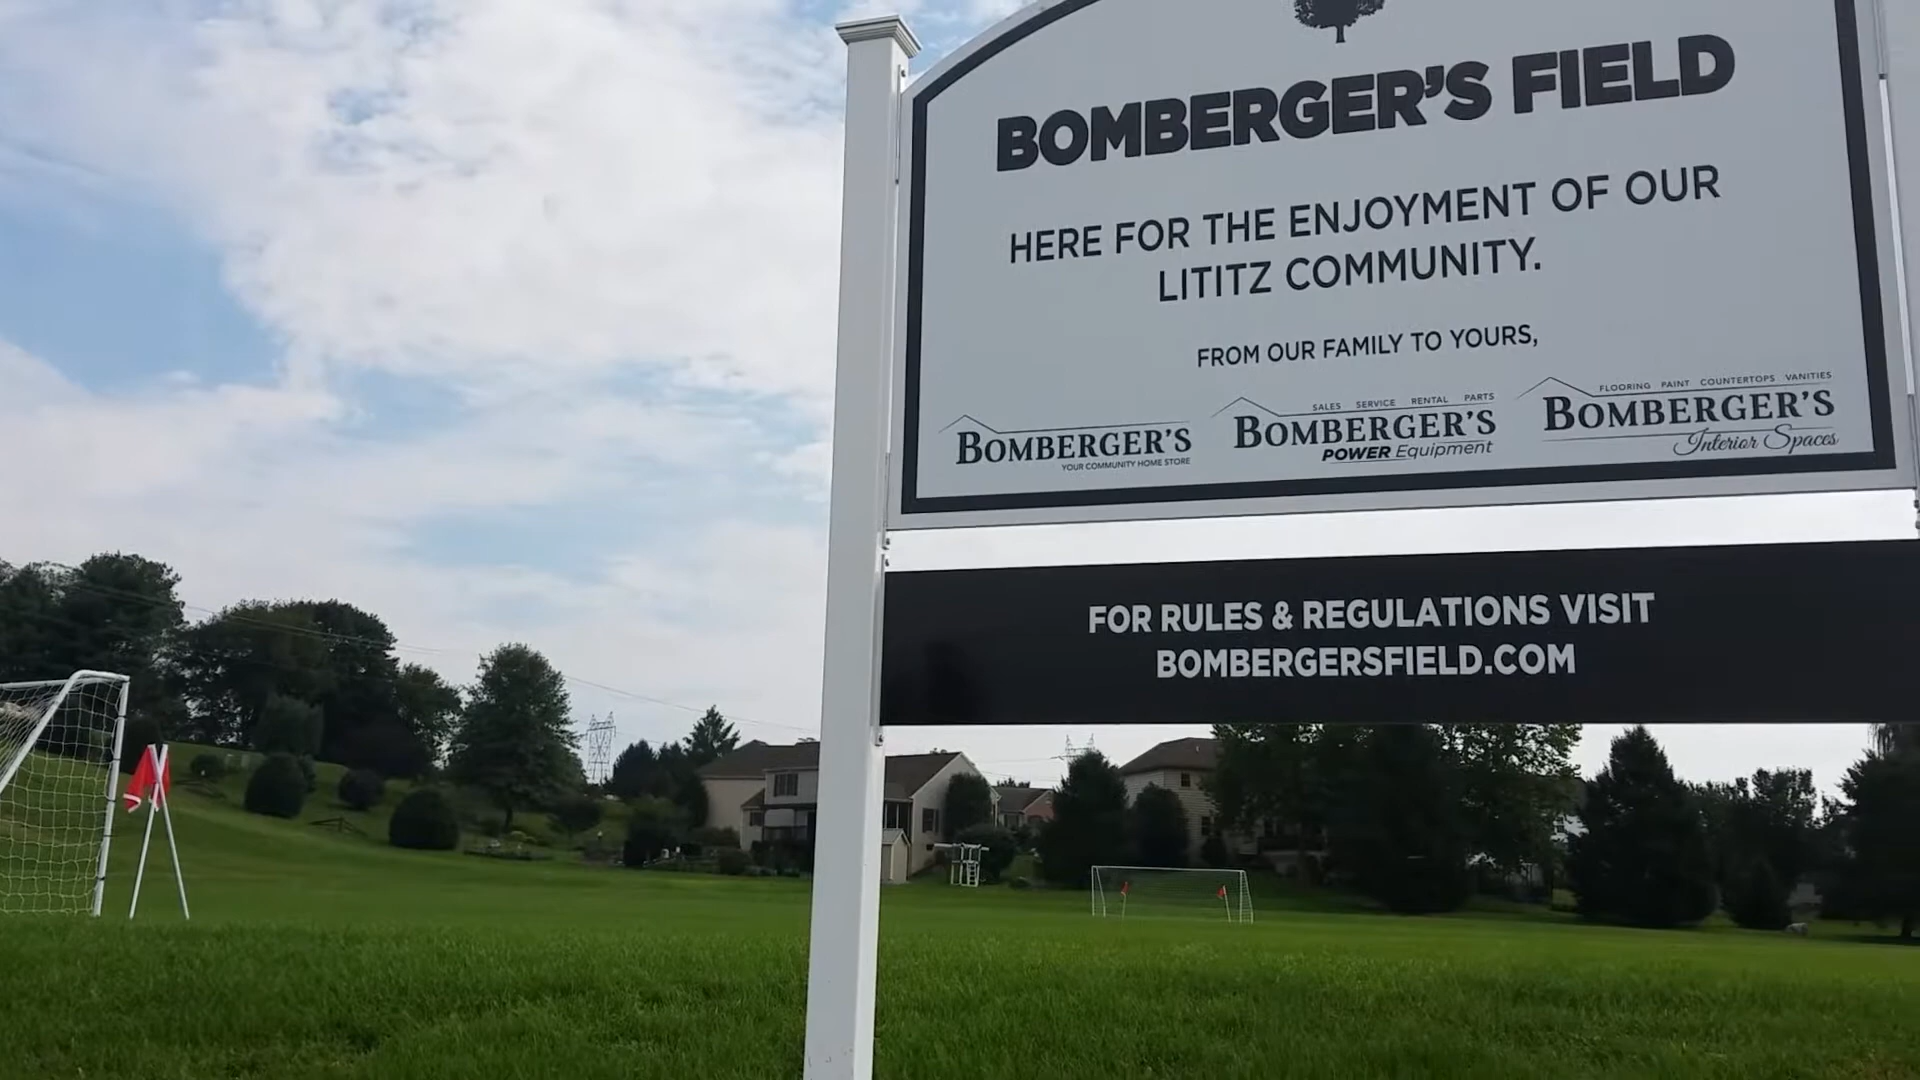 BOMBERGER'S FIELD
HERE FOR THE ENJOYMENT OF OUR
LITITZ COMMUNITY.
FROM OUR FAMILY TO YOURS,
BOMBERGER'S
YOUR COMMUNITY HOME STORE
SALES SERVICE RENTAL PARTS
BOMBERGER'S
POWER Equipment
FLOORING PAINT COUNTERTOPS VANITIES
BOMBERGER'S
Interior Spaces
FOR RULES & REGULATIONS VISIT
BOMBERGERSFIELD.COM